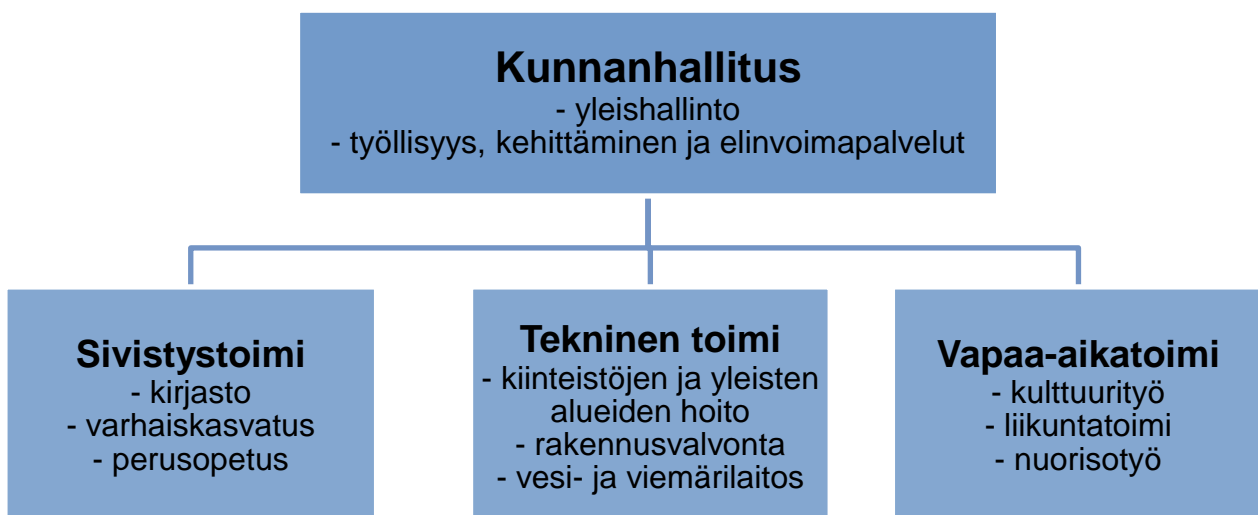 Kunnanhallitus
- yleishallinto
- työllisyys, kehittäminen ja elinvoimapalvelut
Sivistystoimi
- kirjasto
- varhaiskasvatus
- perusopetus
Tekninen toimi
- kiinteistöjen ja yleisten
alueiden hoito
- rakennusvalvonta
- vesi- ja viemärilaitos
Vapaa-aikatoimi
- kulttuurityö
- liikuntatoimi
- nuorisotyö